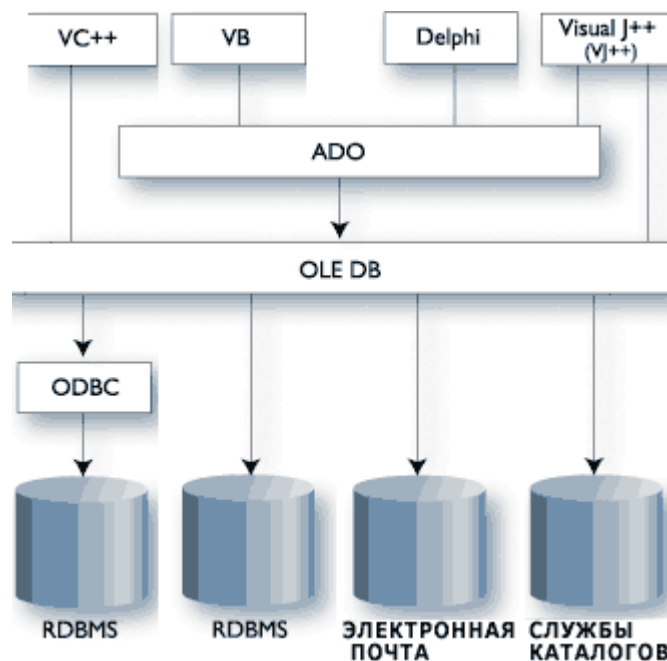 VC++
VB
Delphi
Visual J++
(VJ++)
ADO
OLE DB
ODBC
RDBMS
RDBMS
ЭЛЕКТРОННАЯ
ПОЧТА
СЛУЖБЫ
КАТАЛОГОВ